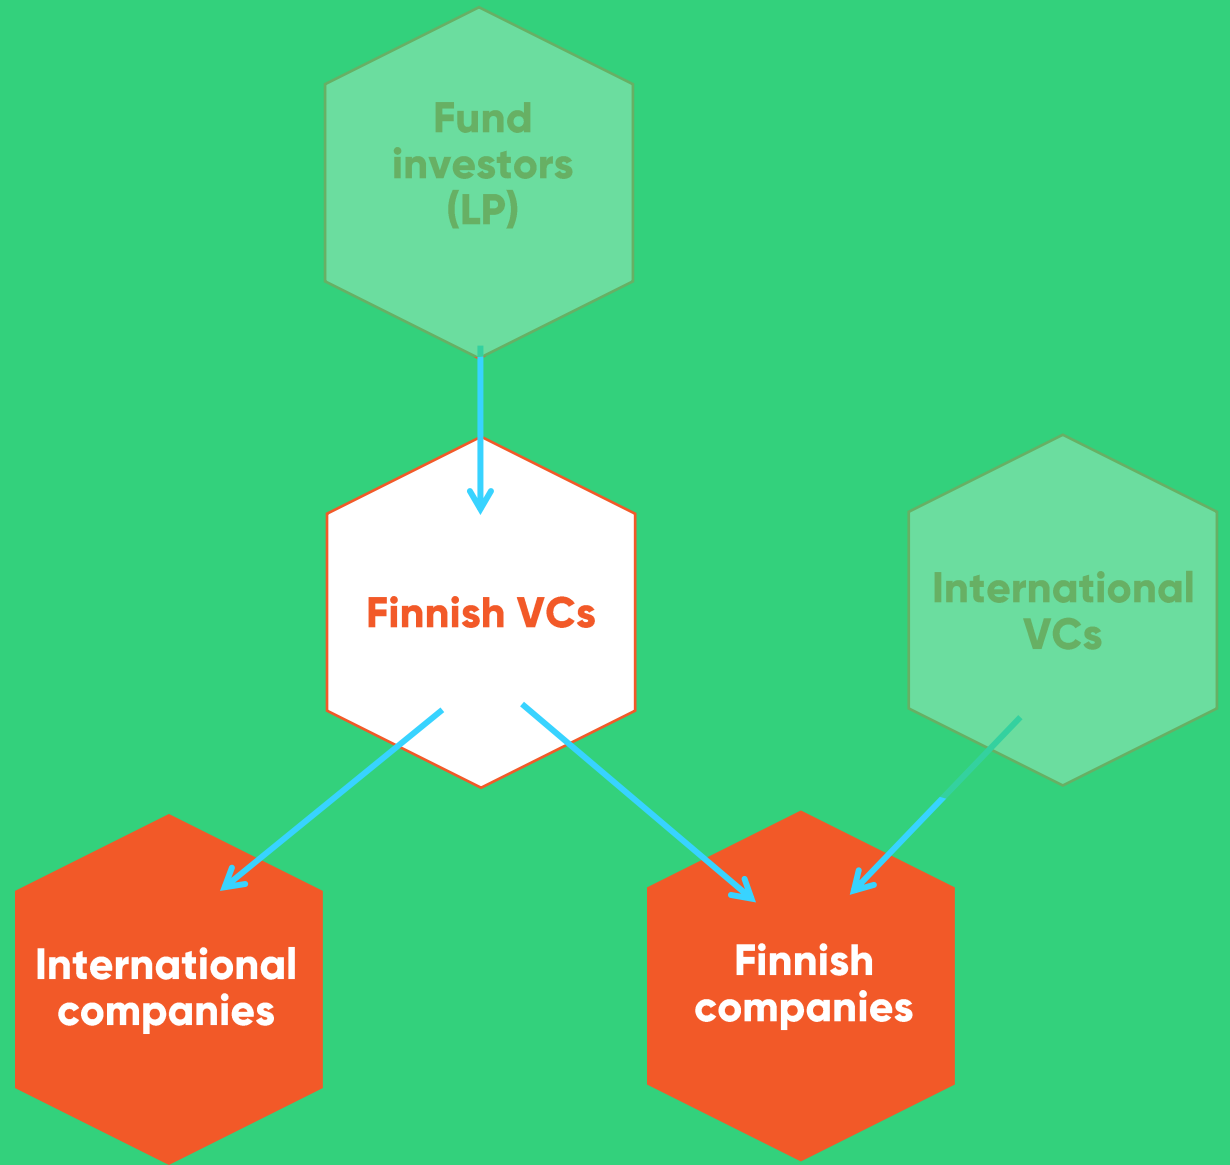 Fund
investors
(LP)
Finnish VCs
International
VCs
International
companies
Finnish
companies